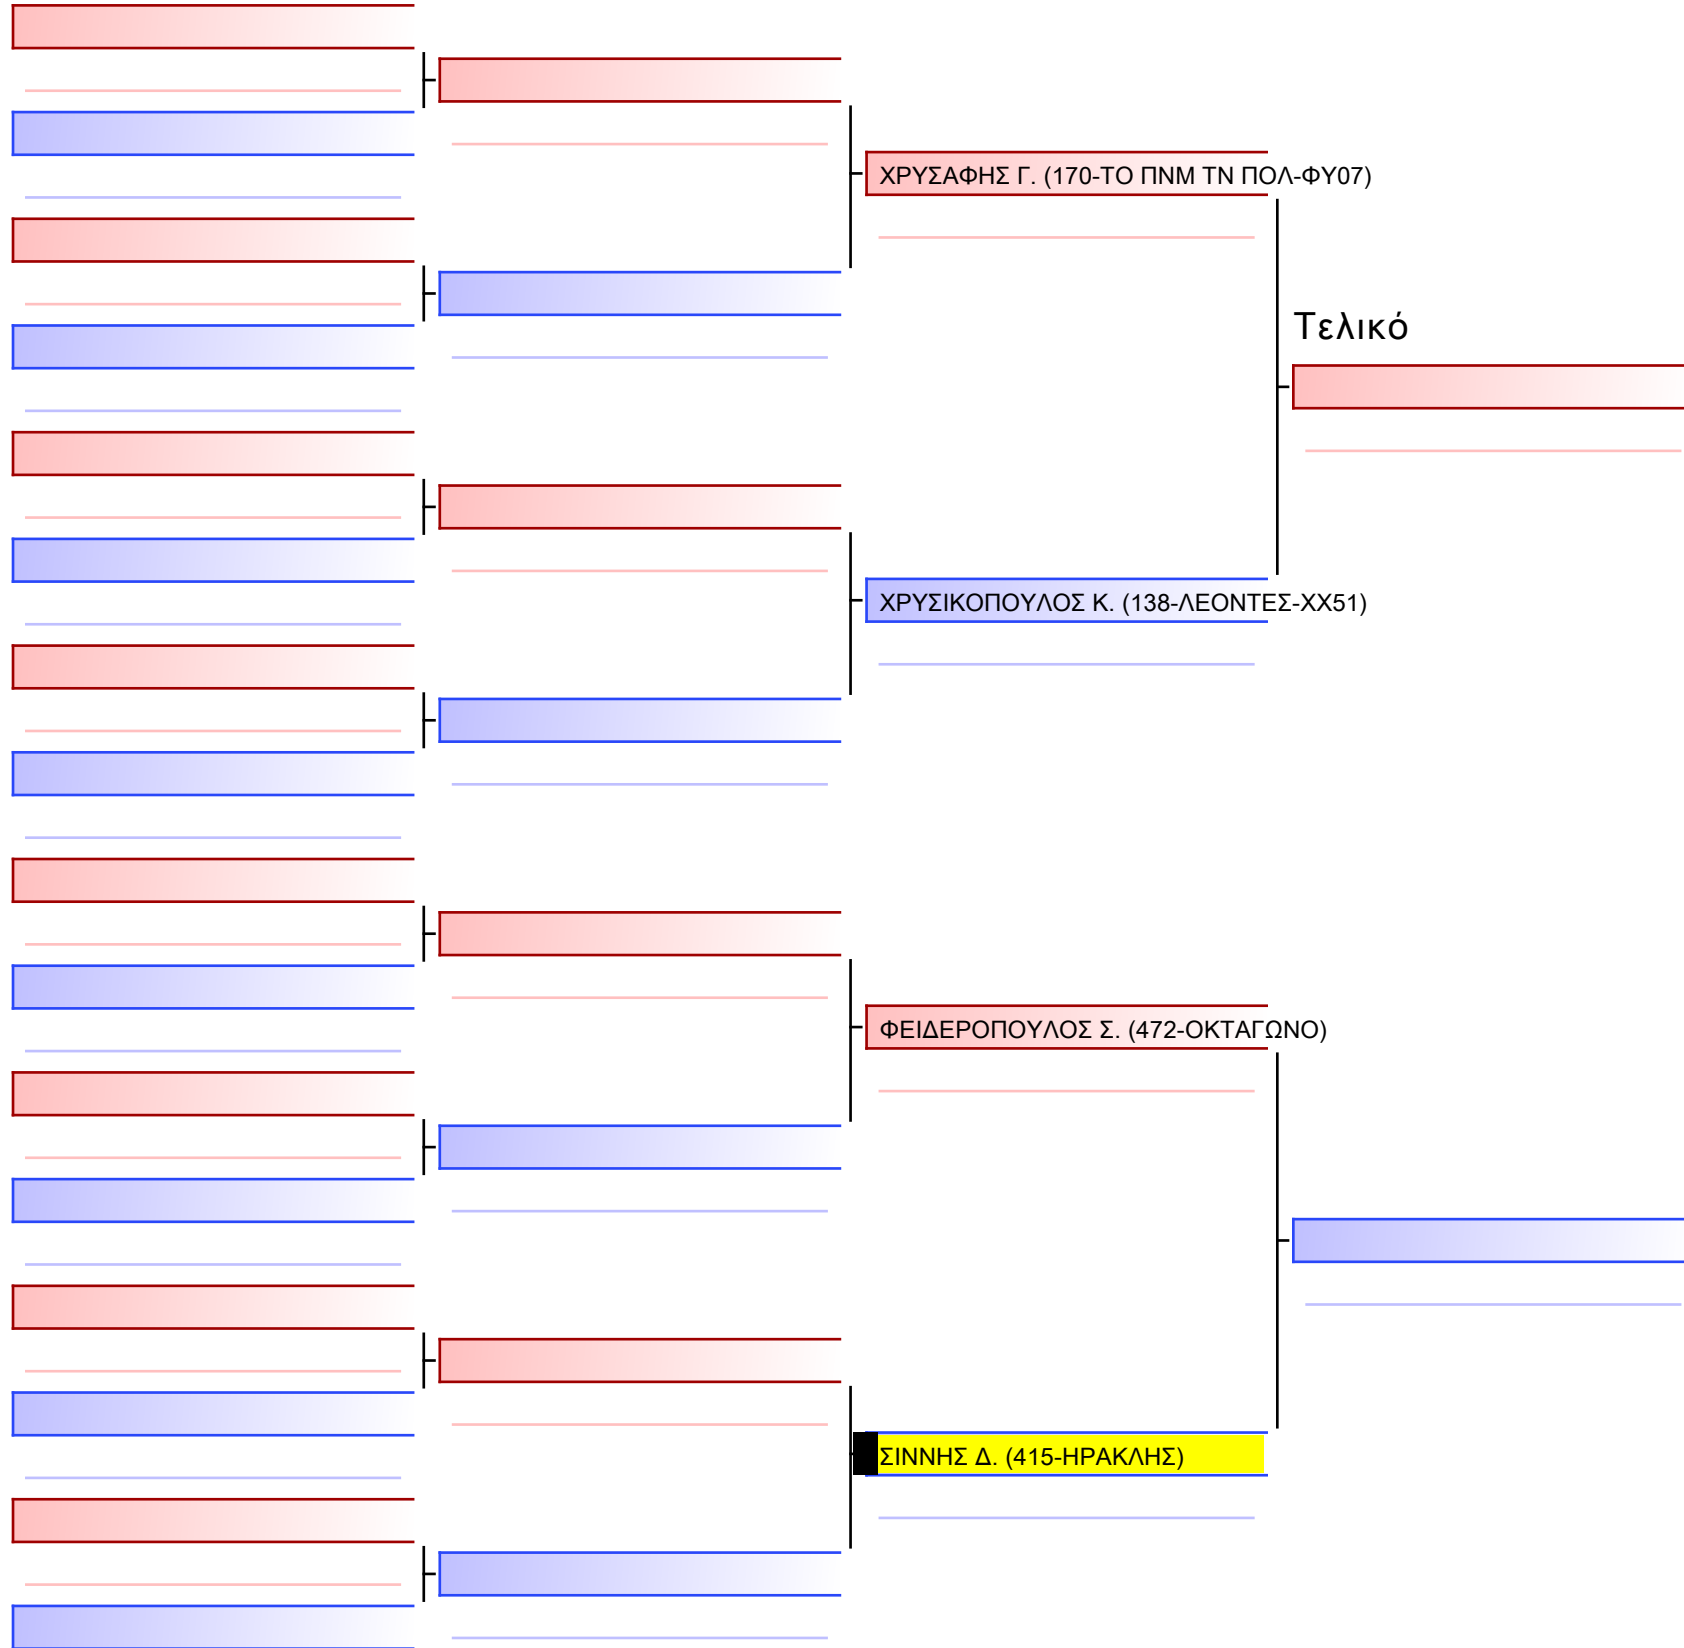 ΧΡΥΣΑΦΗΣ Γ. (170-ΤΟ ΠΝΜ ΤΝ ΠΟΛ-ΦΥ07)
Τελικό
ΧΡΥΣΙΚΟΠΟΥΛΟΣ Κ. (138-ΛΕΟΝΤΕΣ-ΧΧ51)
ΦΕΙΔΕΡΟΠΟΥΛΟΣ Σ. (472-ΟΚΤΑΓΩΝΟ)
ΣΙΝΝΗΣ Δ. (415-ΗΡΑΚΛΗΣ)